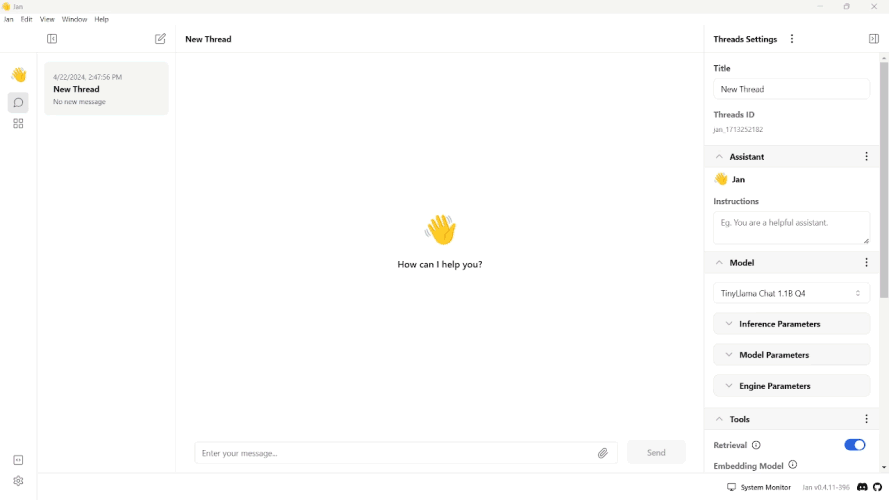 Jan
Jan Edit View Window Help
New Thread
Threads Settings
4/22/2024, 2:47:56 PM
New Thread
No new message
How can I help you?
Enter your message...
Send
Title
New Thread
Threads ID
jan_1713252182
Assistant
Jan
Instructions
Eg. You are a helpful assistant.
Model
TinyLlama Chat 1.1B Q4
Inference Parameters
Model Parameters
Engine Parameters
Tools
Retrieval
Embedding Model
System Monitor
Jan v0.4.11-396